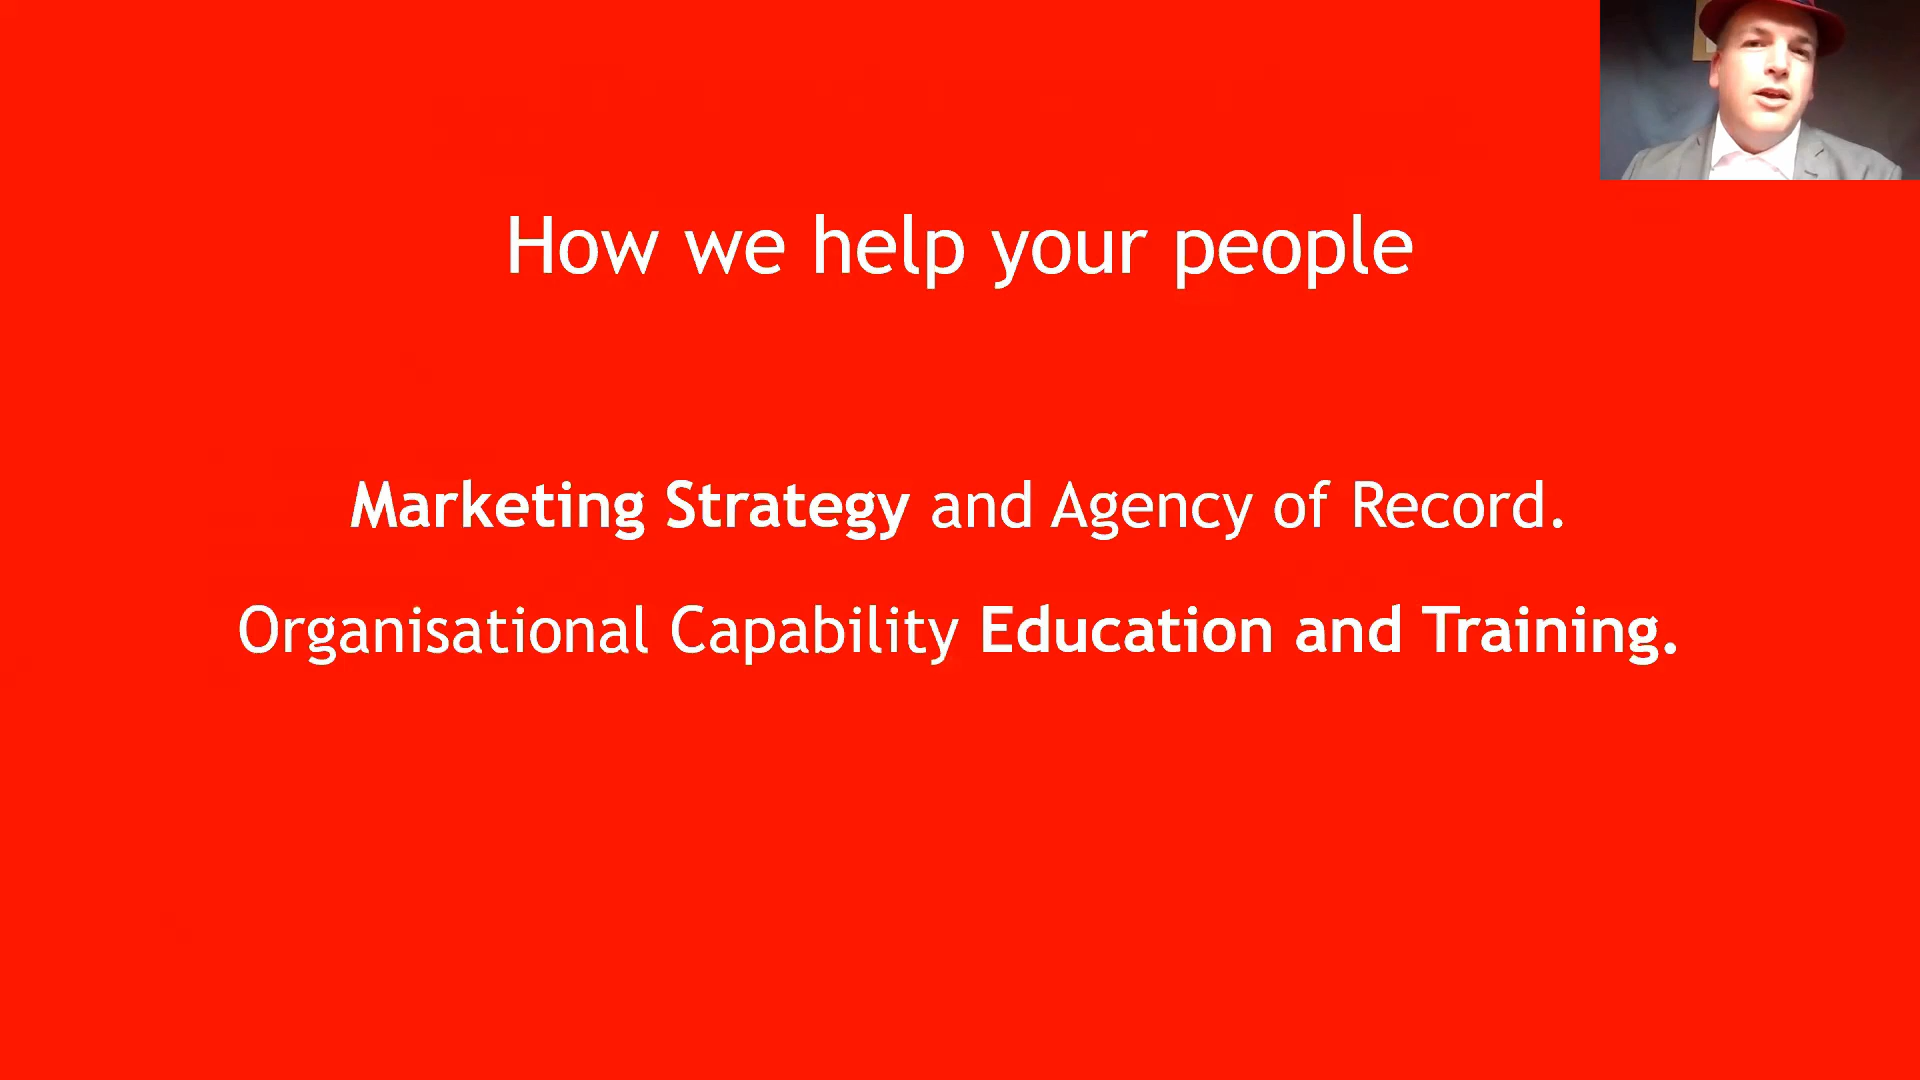 How we help your people
Marketing Strategy and Agency of Record.
Organisational Capability Education and Training.